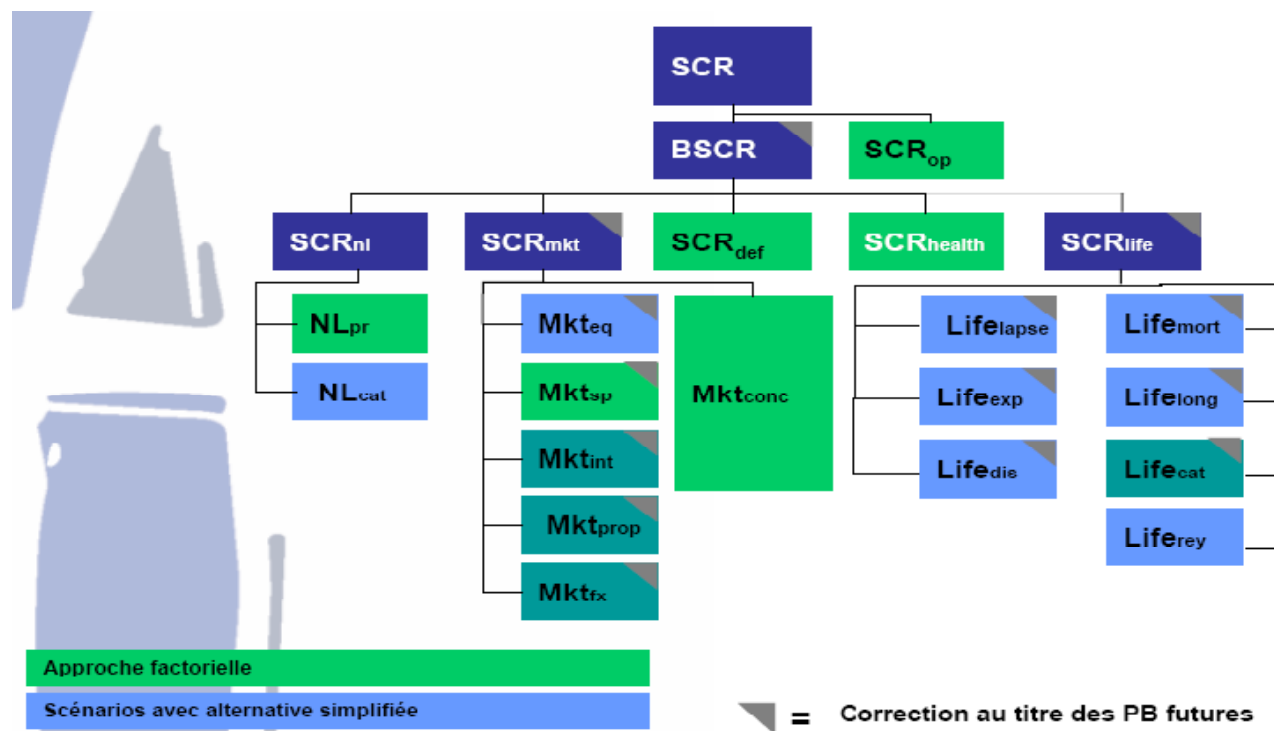 SCR
BSCR
SCRop
SCRnl
SCRmkt
SCRdef
SCRhealth
SCRlife
NLpr
NLcat
Mkteq
Mktsp
Mktint
Mktprop
Mktfx
Mktconc
Lifelapse
Lifeexp
Lifedis
Lifemort
Lifelong
Lifecat
Liferey
Approche factorielle
Scénarios avec alternative simplifiée
= Correction au titre des PB futures